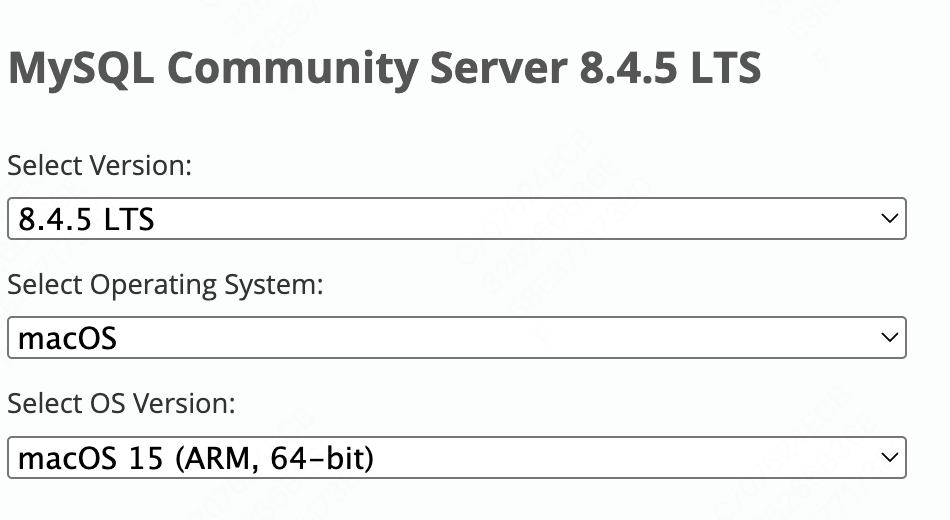 MySQL Community Server 8.4.5 LTS
Select Version:
8.4.5 LTS
Select Operating System:
macOS
Select OS Version:
macOS 15 (ARM, 64-bit)